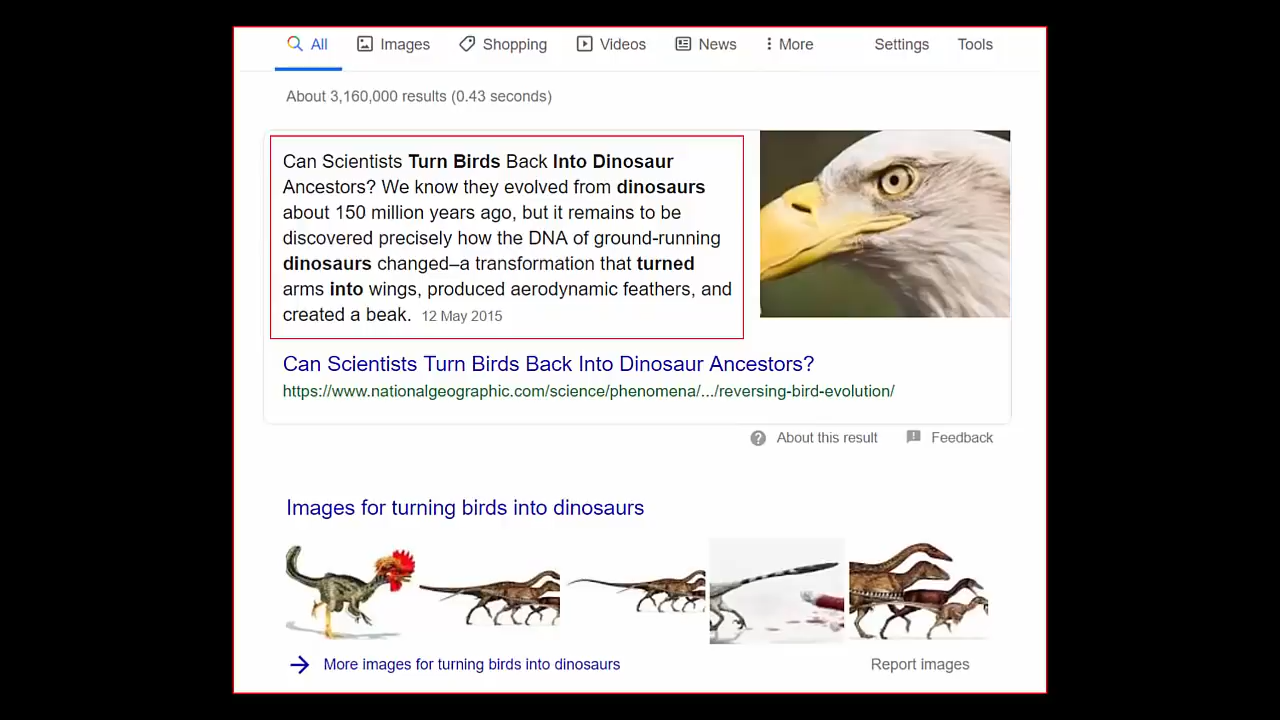 All Images Shopping Videos News More Settings Tools
About 3,160,000 results (0.43 seconds)
Can Scientists Turn Birds Back Into Dinosaur
Ancestors? We know they evolved from dinosaurs
about 150 million years ago, but it remains to be
discovered precisely how the DNA of ground-running
dinosaurs changed–a transformation that turned
arms into wings, produced aerodynamic feathers, and
created a beak. 12 May 2015
Can Scientists Turn Birds Back Into Dinosaur Ancestors?
https://www.nationalgeographic.com/science/phenomena/.../reversing-bird-evolution/
About this result Feedback
Images for turning birds into dinosaurs
More images for turning birds into dinosaurs Report images